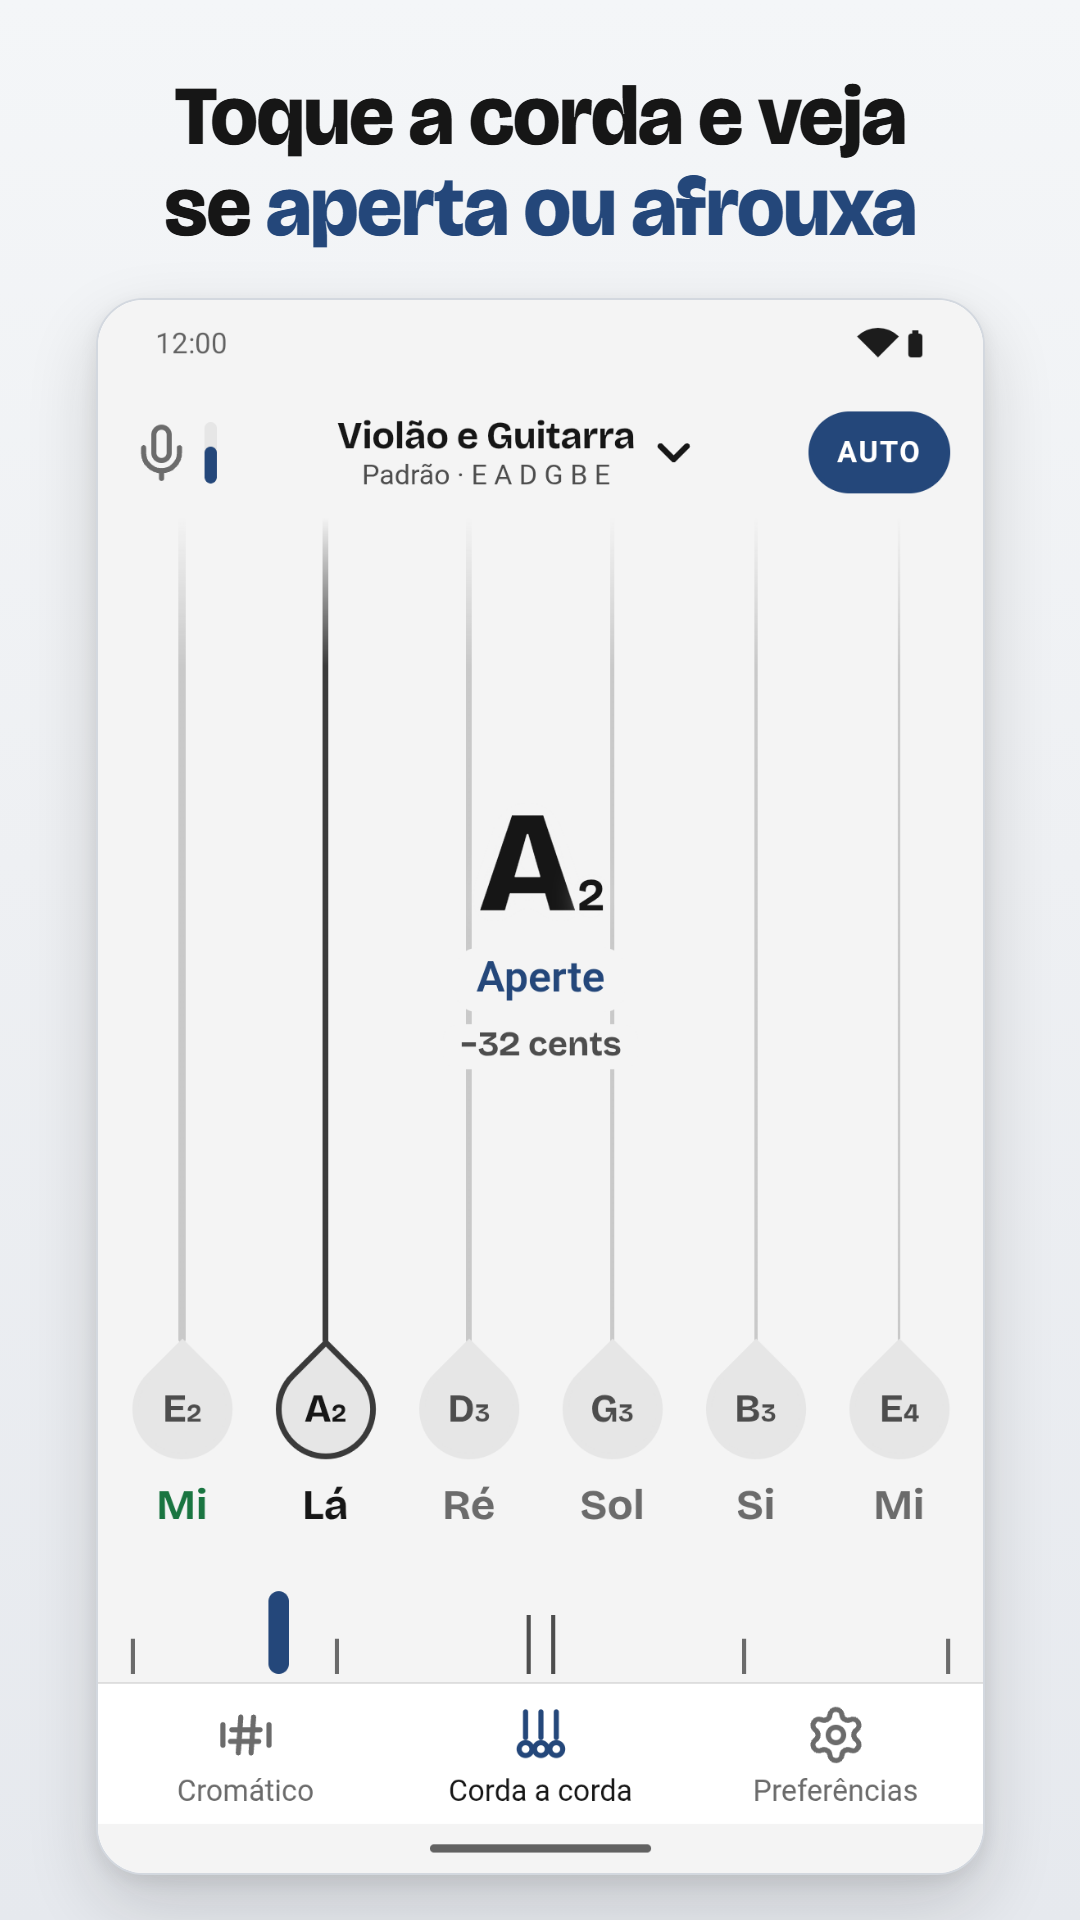 Toque a corda e veja
se aperta ou afrouxa
12:00
Violão e Guitarra
Padrão · E A D G B E
AUTO
A2
Aperte
-32 cents
E2 A2 D3 G3 B3 E4
Mi Lá Ré Sol Si Mi
Cromático Corda a corda Preferências